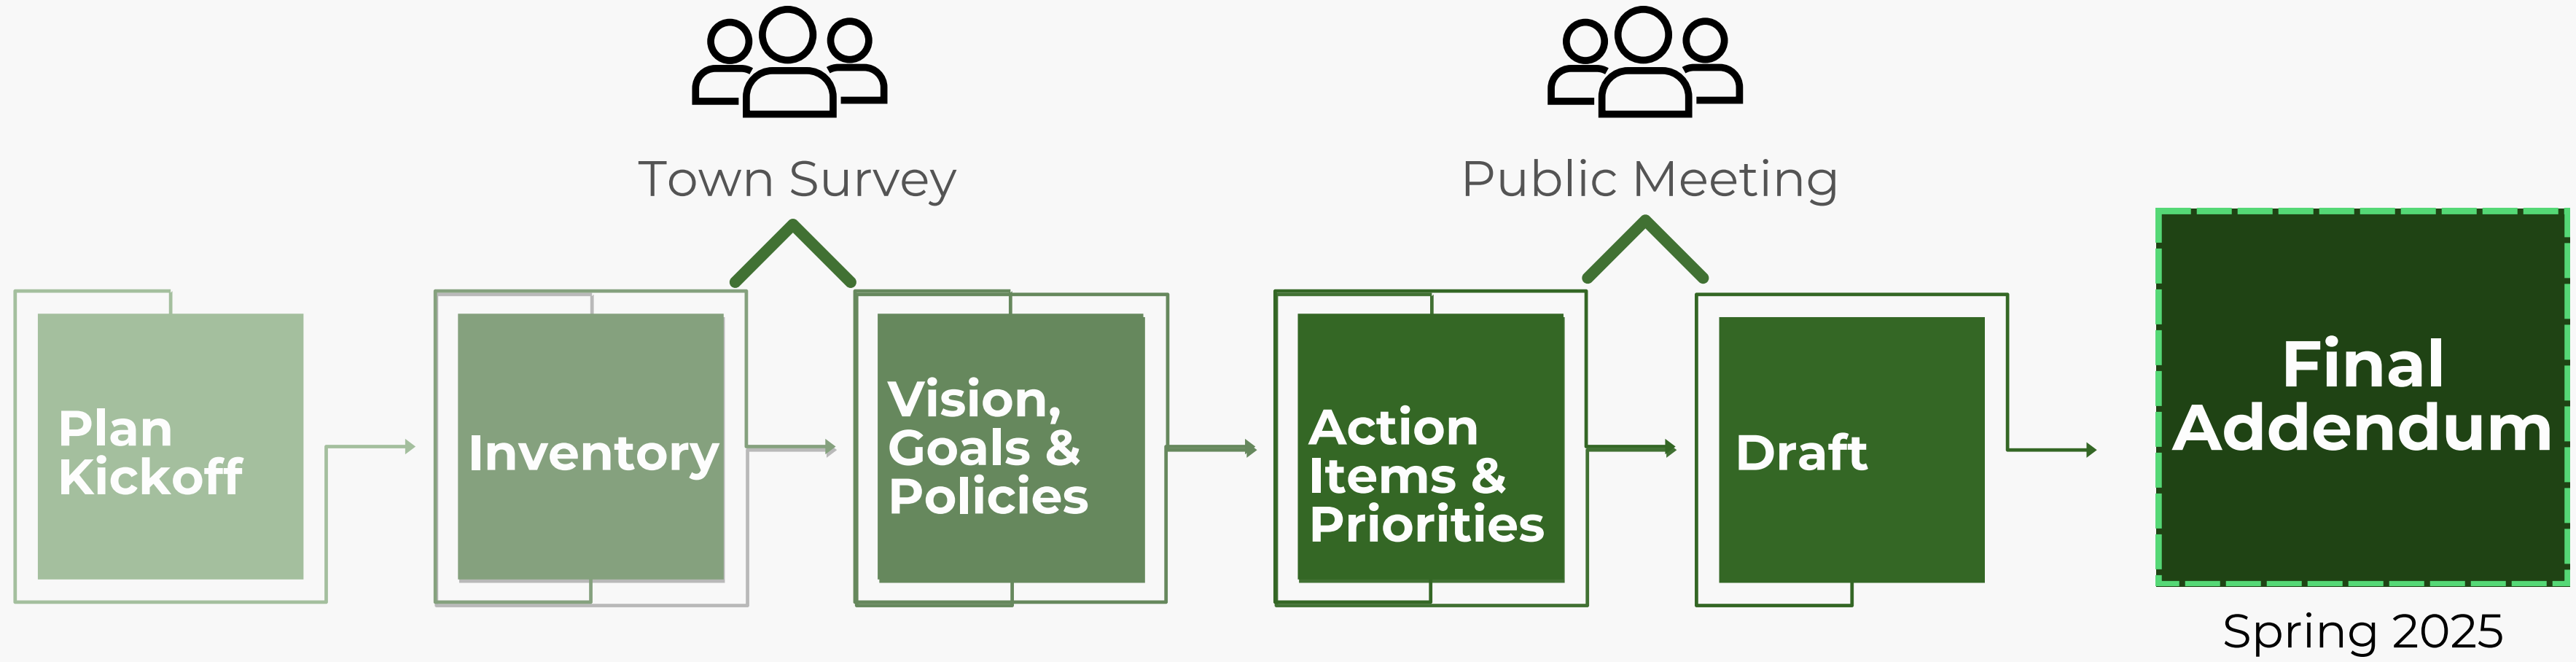 Town Survey
Public Meeting
Plan
Kickoff
Inventory
Vision,
Goals &
Policies
Action
Items &
Priorities
Draft
Final
Addendum
Spring 2025